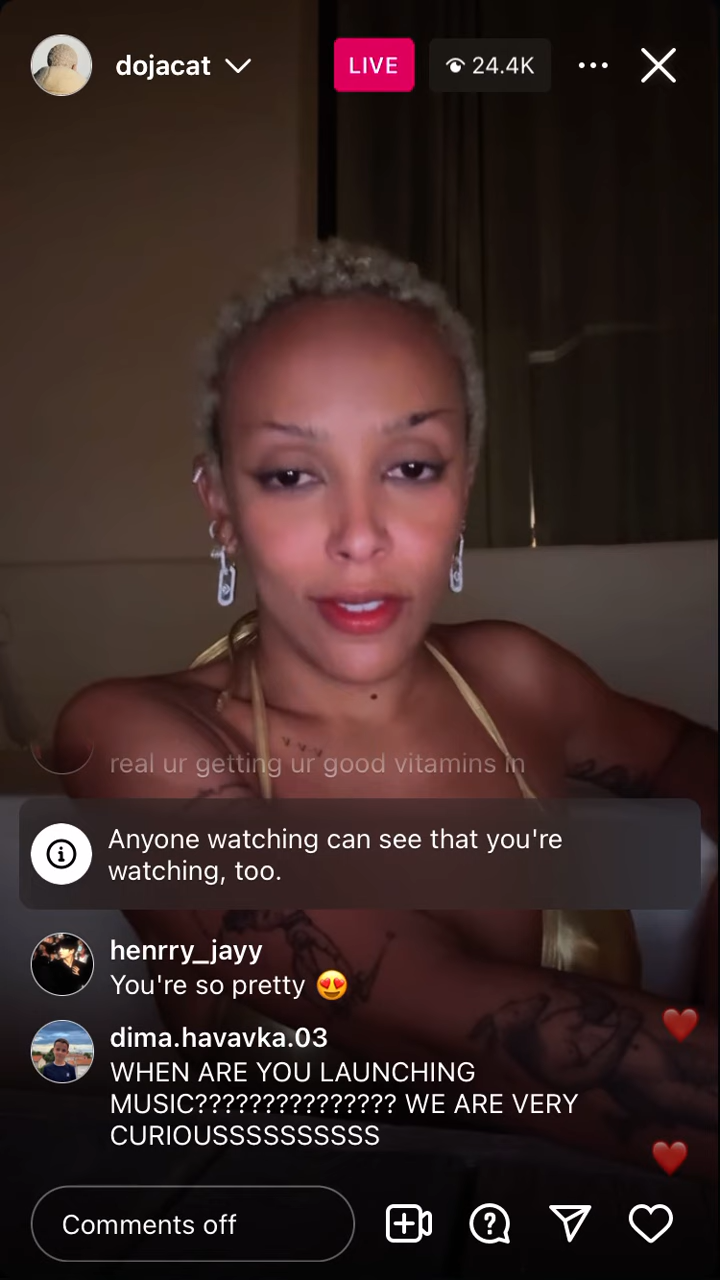 dojacat
LIVE
24.4K
real ur getting ur good vitamins in
Anyone watching can see that you're
watching, too.
henrry_jayy
You're so pretty 😍
dima.havavka.03
WHEN ARE YOU LAUNCHING
MUSIC??????????????? WE ARE VERY
CURIOUSSSSSSSSSS
Comments off